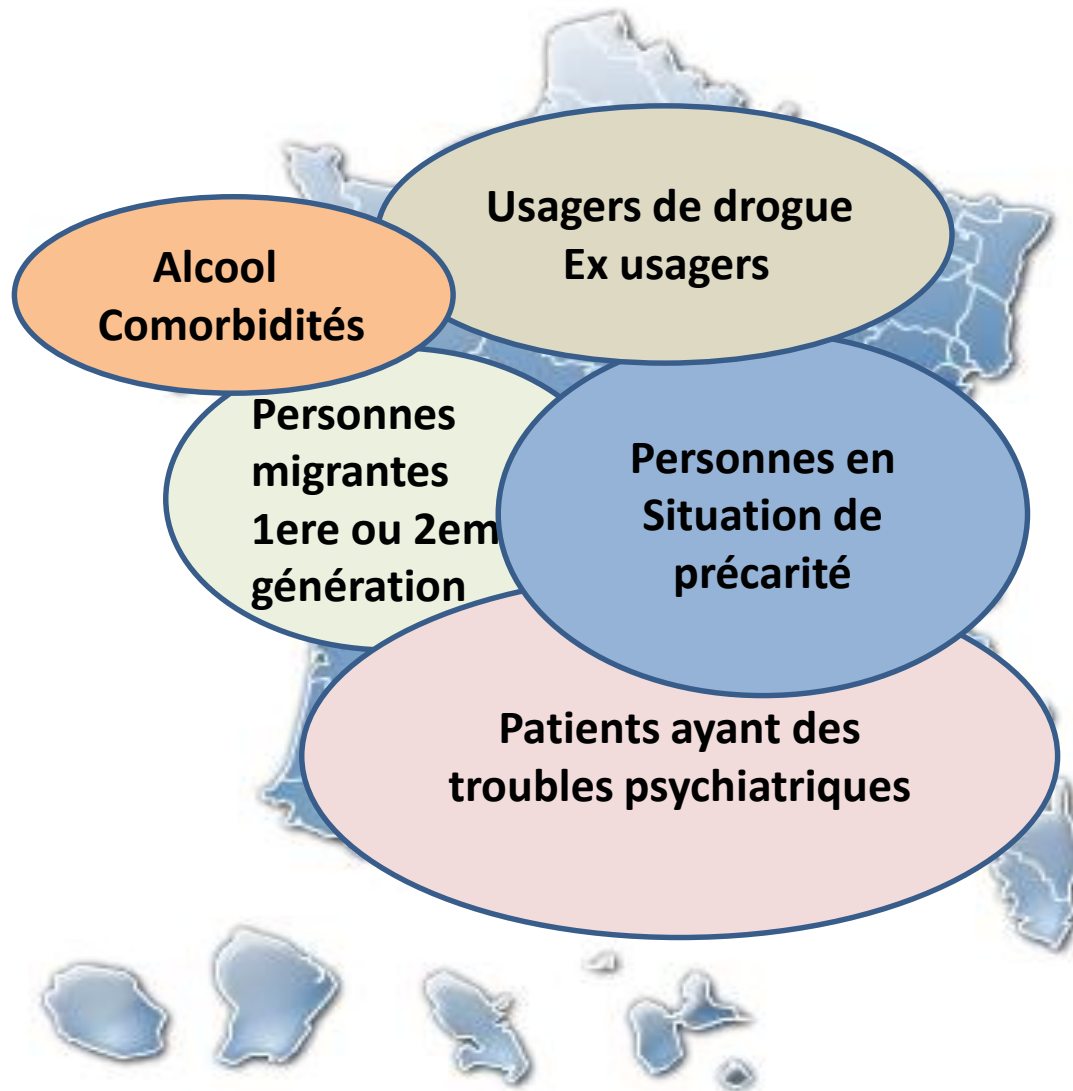 Usagers de drogue
Ex usagers
Alcool
Comorbidités
Personnes
migrantes
1ere ou 2em
génération
Personnes en
Situation de
précarité
Patients ayant des
troubles psychiatriques